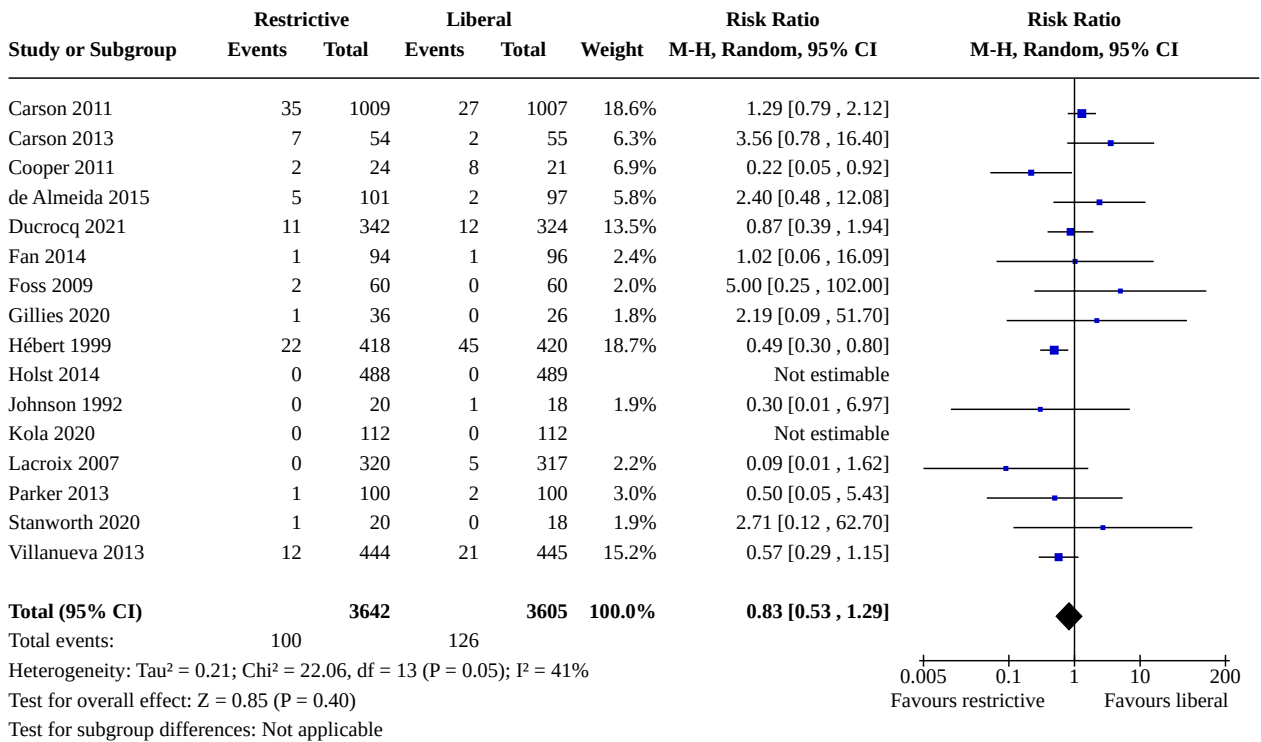 Restrictive Liberal Risk Ratio Risk Ratio
Study or Subgroup Events Total Events Total Weight M-H, Random, 95% CI M-H, Random, 95% CI
Carson 2011 35 1009 27 1007 18.6% 1.29 [0.79 , 2.12]
Carson 2013 7 54 2 55 6.3% 3.56 [0.78 , 16.40]
Cooper 2011 2 24 8 21 6.9% 0.22 [0.05 , 0.92]
de Almeida 2015 5 101 2 97 5.8% 2.40 [0.48 , 12.08]
Ducrocq 2021 11 342 12 324 13.5% 0.87 [0.39 , 1.94]
Fan 2014 1 94 1 96 2.4% 1.02 [0.06 , 16.09]
Foss 2009 2 60 0 60 2.0% 5.00 [0.25 , 102.00]
Gillies 2020 1 36 0 26 1.8% 2.19 [0.09 , 51.70]
Hébert 1999 22 418 45 420 18.7% 0.49 [0.30 , 0.80]
Holst 2014 0 488 0 489 Not estimable
Johnson 1992 0 20 1 18 1.9% 0.30 [0.01 , 6.97]
Kola 2020 0 112 0 112 Not estimable
Lacroix 2007 0 320 5 317 2.2% 0.09 [0.01 , 1.62]
Parker 2013 1 100 2 100 3.0% 0.50 [0.05 , 5.43]
Stanworth 2020 1 20 0 18 1.9% 2.71 [0.12 , 62.70]
Villanueva 2013 12 444 21 445 15.2% 0.57 [0.29 , 1.15]
Total (95% CI) 3642 3605 100.0% 0.83 [0.53 , 1.29]
Total events: 100 126
Heterogeneity: Tau² = 0.21; Chi² = 22.06, df = 13 (P = 0.05); I² = 41%
0.005 0.1 1 10 200
Test for overall effect: Z = 0.85 (P = 0.40)
Favours restrictive Favours liberal
Test for subgroup differences: Not applicable